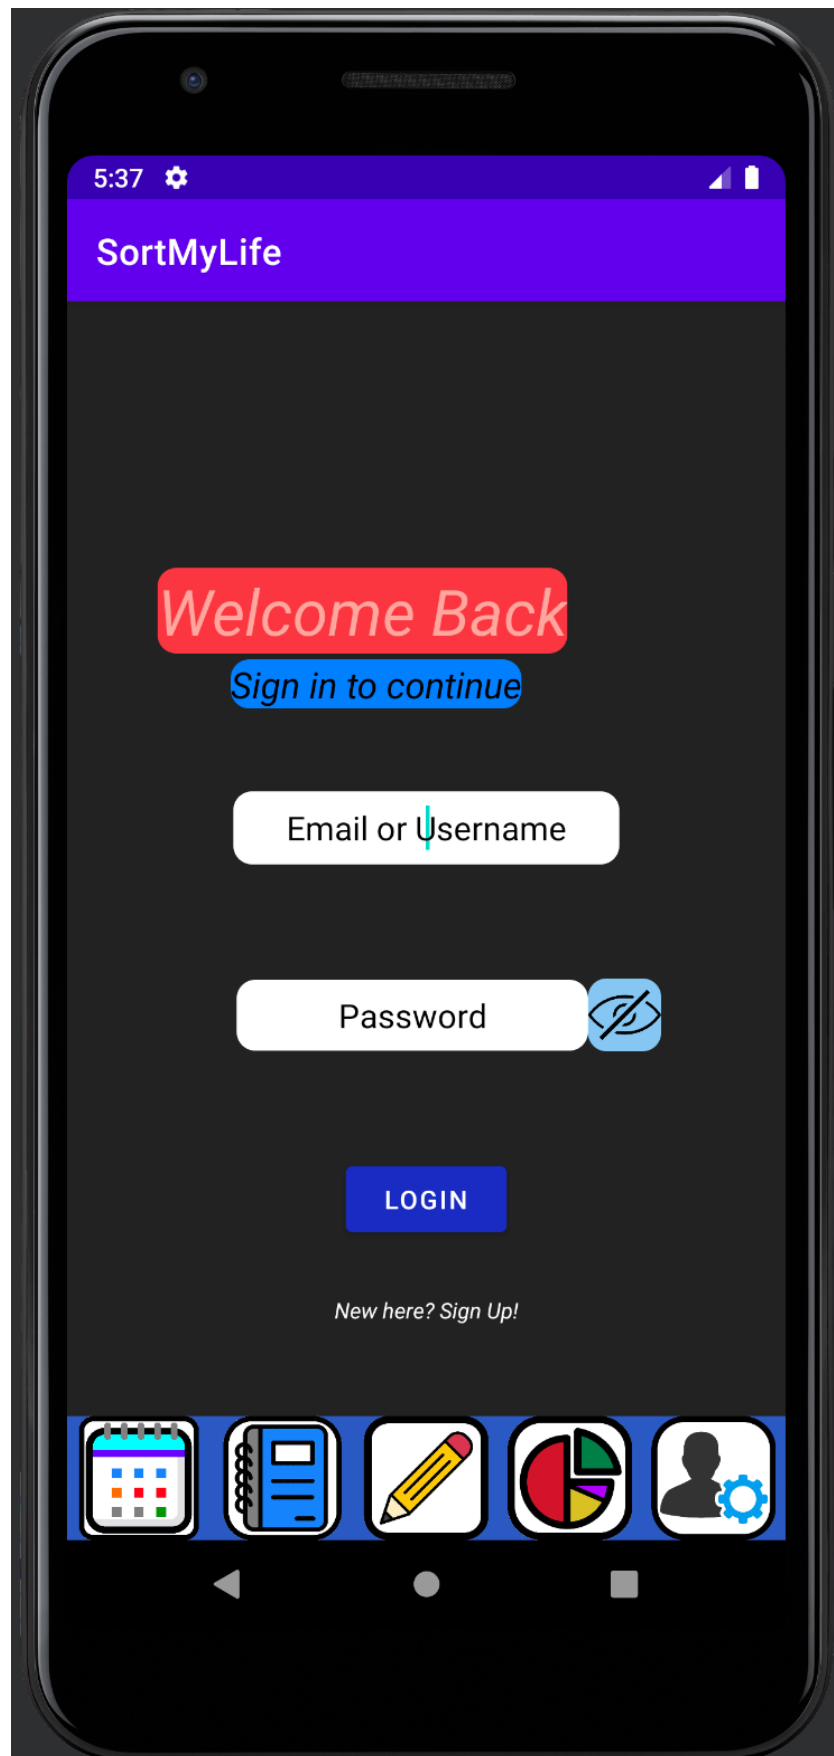 5:37
SortMyLife
Welcome Back
Sign in to continue
Email or Username
Password
LOGIN
New here? Sign Up!